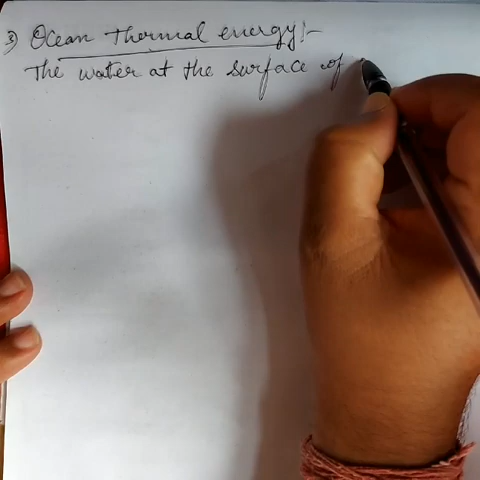 3) Ocean Thermal energy:-
The water at the surface of